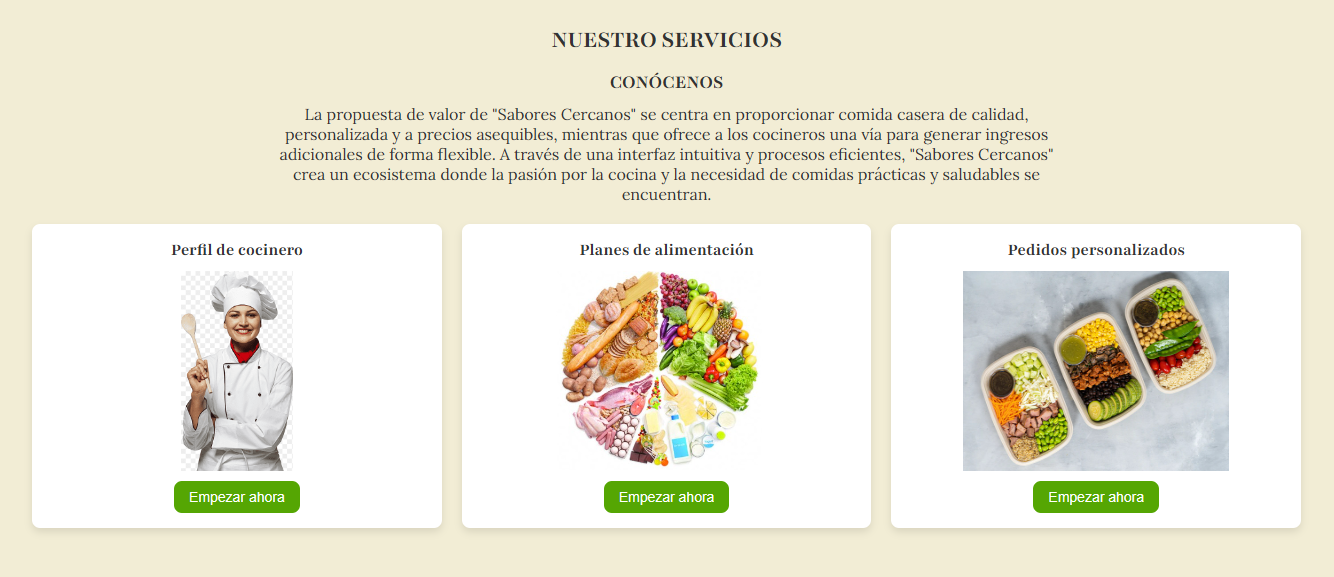 NUESTRO SERVICIOS
CONÓCENOS
La propuesta de valor de "Sabores Cercanos" se centra en proporcionar comida casera de calidad,
personalizada y a precios asequibles, mientras que ofrece a los cocineros una vía para generar ingresos
adicionales de forma flexible. A través de una interfaz intuitiva y procesos eficientes, "Sabores Cercanos"
crea un ecosistema donde la pasión por la cocina y la necesidad de comidas prácticas y saludables se
encuentran.
Perfil de cocinero
Empezar ahora
Planes de alimentación
Empezar ahora
Pedidos personalizados
Empezar ahora